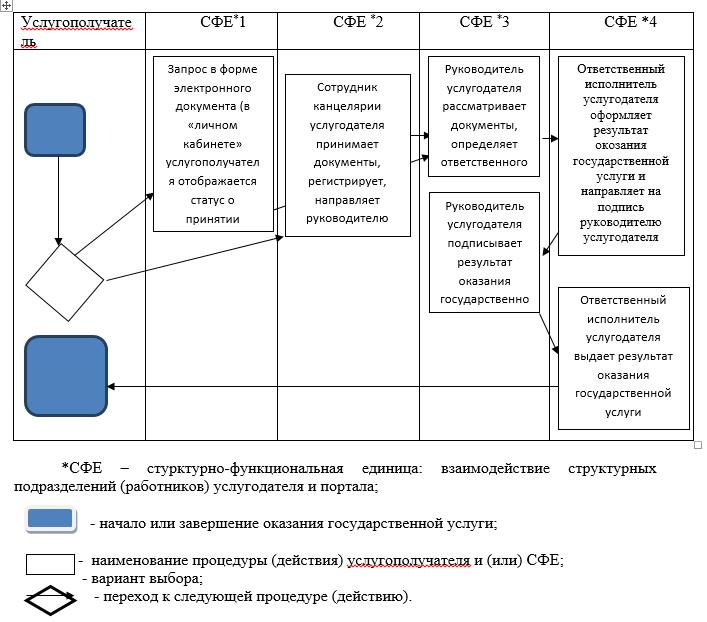 Услугополучате
ль
СФЕ*1
СФЕ *2
СФЕ *3
СФЕ *4
Запрос в форме
электронного
документа (в
«личном
кабинете»
услугополучател
я отображается
статус о
принятии
Сотрудник
канцелярии
услугодателя
принимает
документы,
регистрирует,
направляет
руководителю
Руководитель
услугодателя
рассматривает
документы,
определяет
ответственного
Руководитель
услугодателя
подписывает
результат
оказания
государственно
Ответственный
исполнитель
услугодателя
оформляет
результат
окозания
государственной
услуги и
направляет на
подпись
руководителю
услугодателя
Ответственный
исполнитель
услугодателя
выдает результат
оказания
государственной
услуги
*СФЕ – стурктурно-функциональная единица: взаимодействие структурных
подразделений (работников) услугодателя и портала;
- начало или завершение оказания государственной услуги;
- наименование процедуры (действия) услугополучателя и (или) СФЕ;
- вариант выбора;
- переход к следующей процедуре (действию).